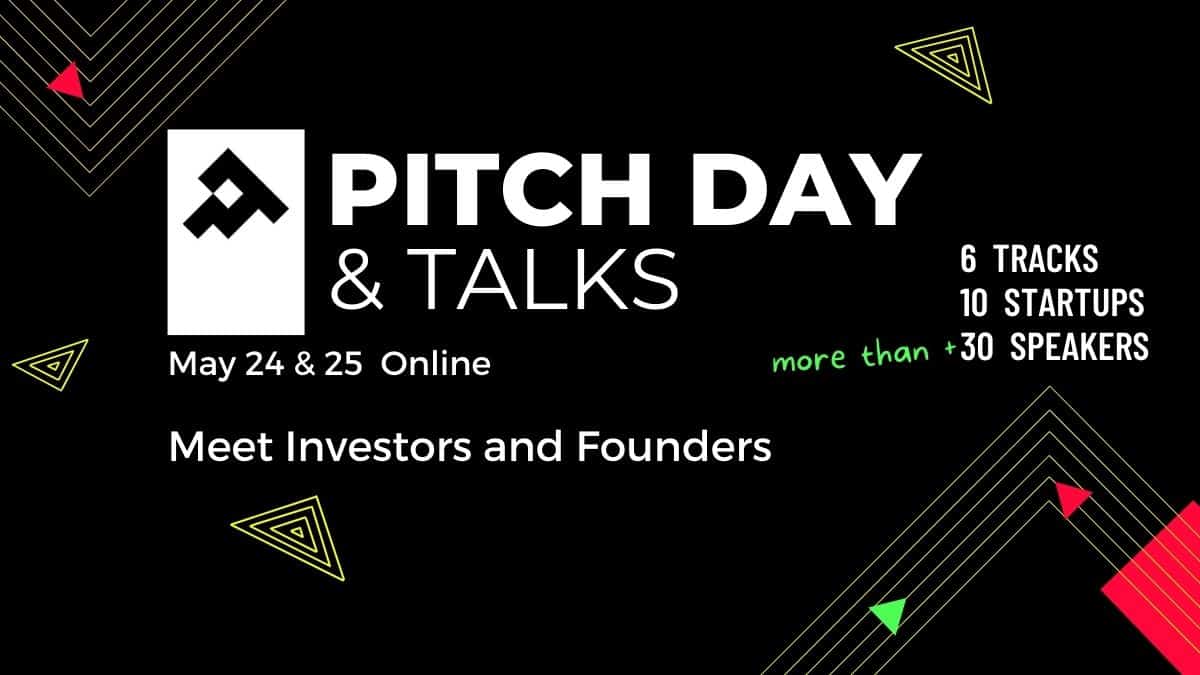 PITCH DAY
& TALKS
May 24 & 25 Online
Meet Investors and Founders
6 TRACKS
10 STARTUPS
more than +30 SPEAKERS